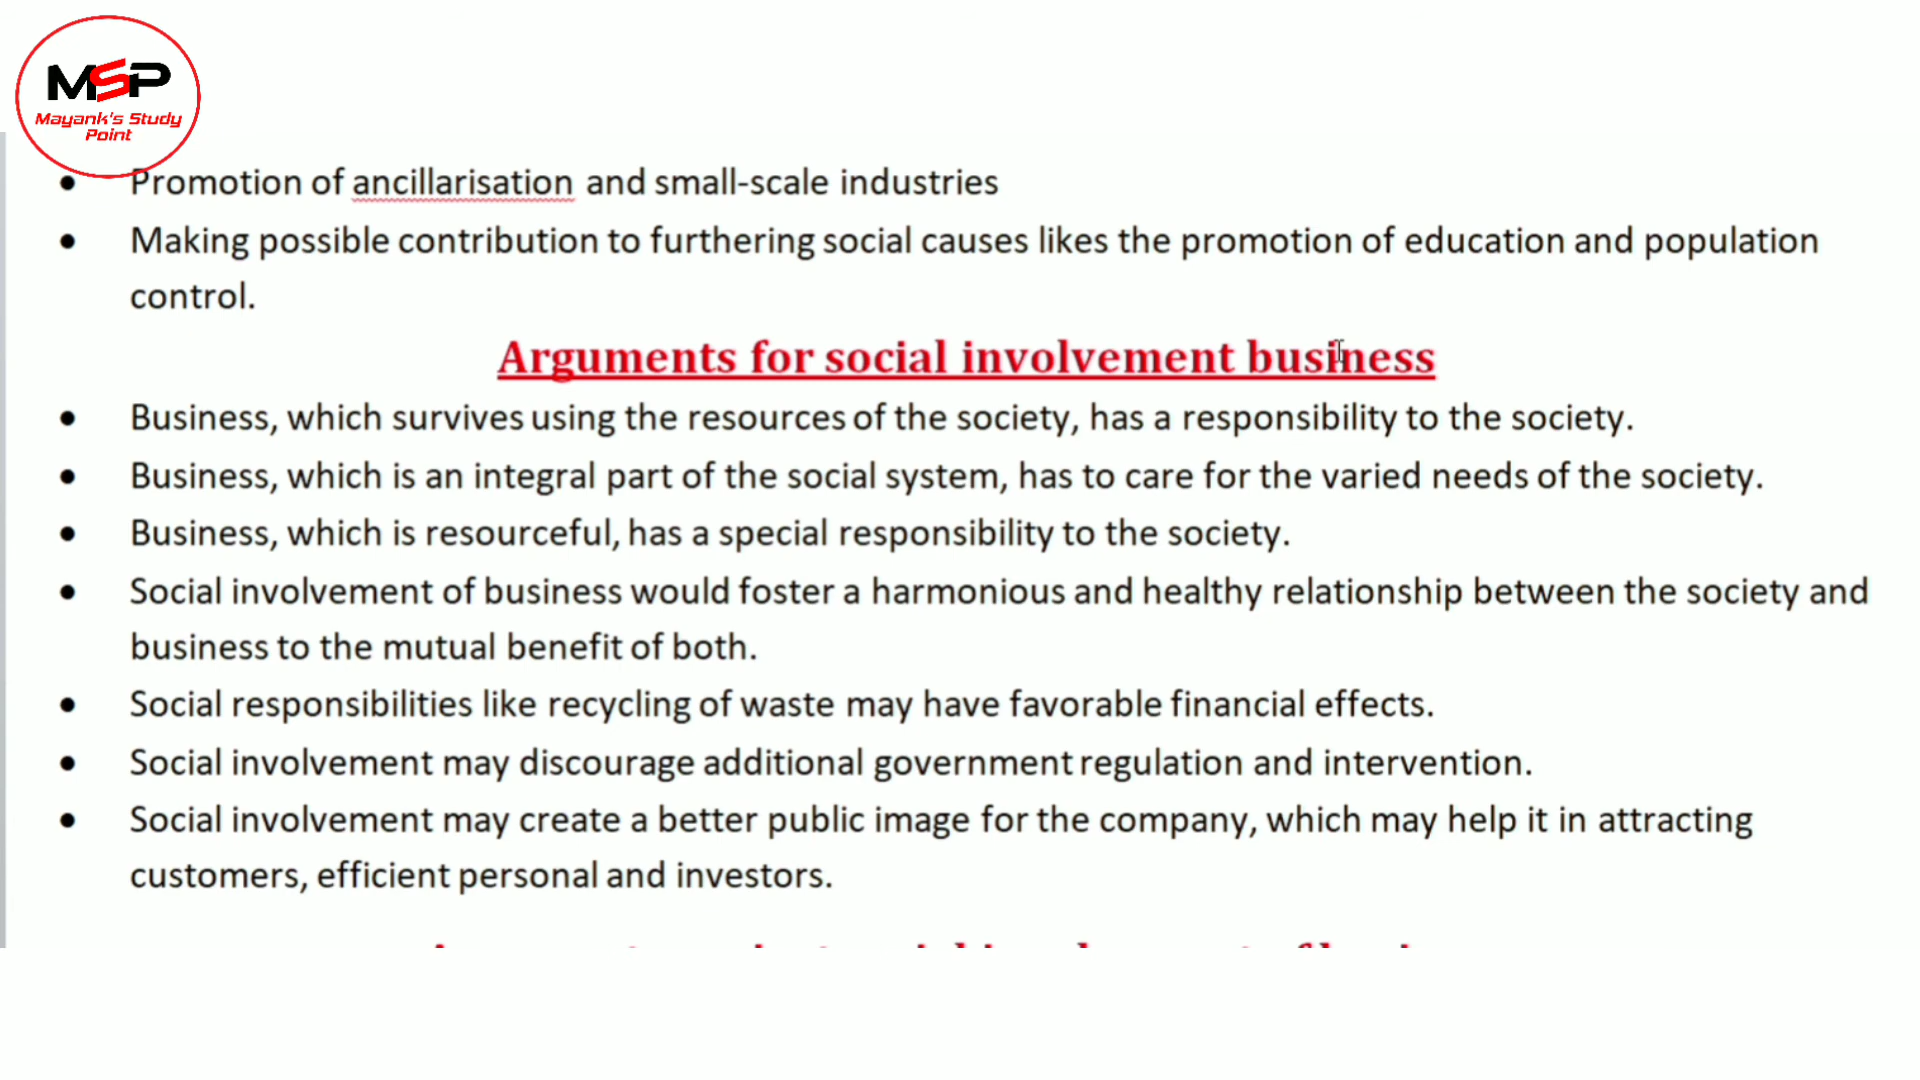 MSP
Mayank's Study
Point
• Promotion of ancillarisation and small-scale industries
• Making possible contribution to furthering social causes likes the promotion of education and population
control.
Arguments for social involvement business
• Business, which survives using the resources of the society, has a responsibility to the society.
• Business, which is an integral part of the social system, has to care for the varied needs of the society.
• Business, which is resourceful, has a special responsibility to the society.
• Social involvement of business would foster a harmonious and healthy relationship between the society and
business to the mutual benefit of both.
• Social responsibilities like recycling of waste may have favorable financial effects.
• Social involvement may discourage additional government regulation and intervention.
• Social involvement may create a better public image for the company, which may help it in attracting
customers, efficient personal and investors.